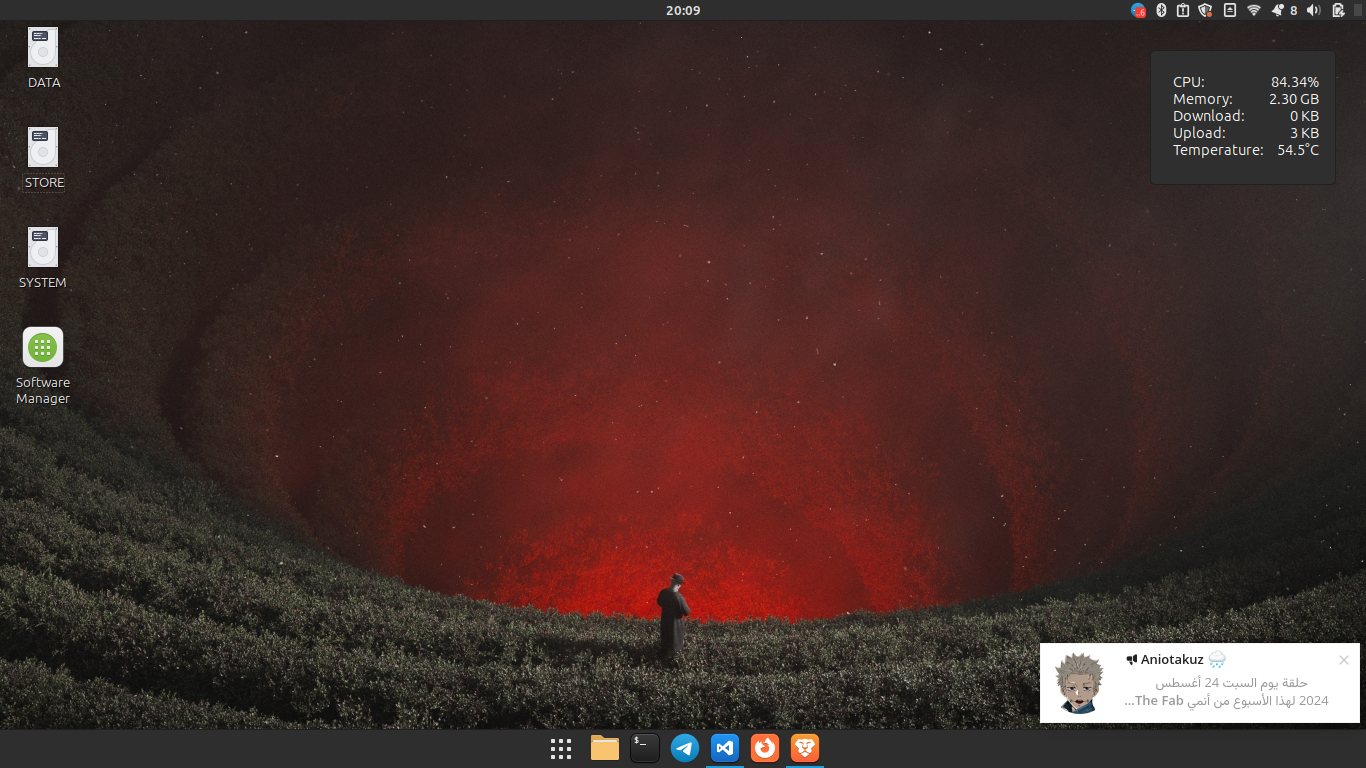 20:09
8
DATA
STORE
SYSTEM
Software
Manager
CPU: 84.34%
Memory: 2.30 GB
Download: 0 KB
Upload: 3 KB
Temperature: 54.5°C
Aniotakuz
حلقة يوم السبت 24 أغسطس
2024 لهذا الأسبوع من أنمي The Fab...
$_